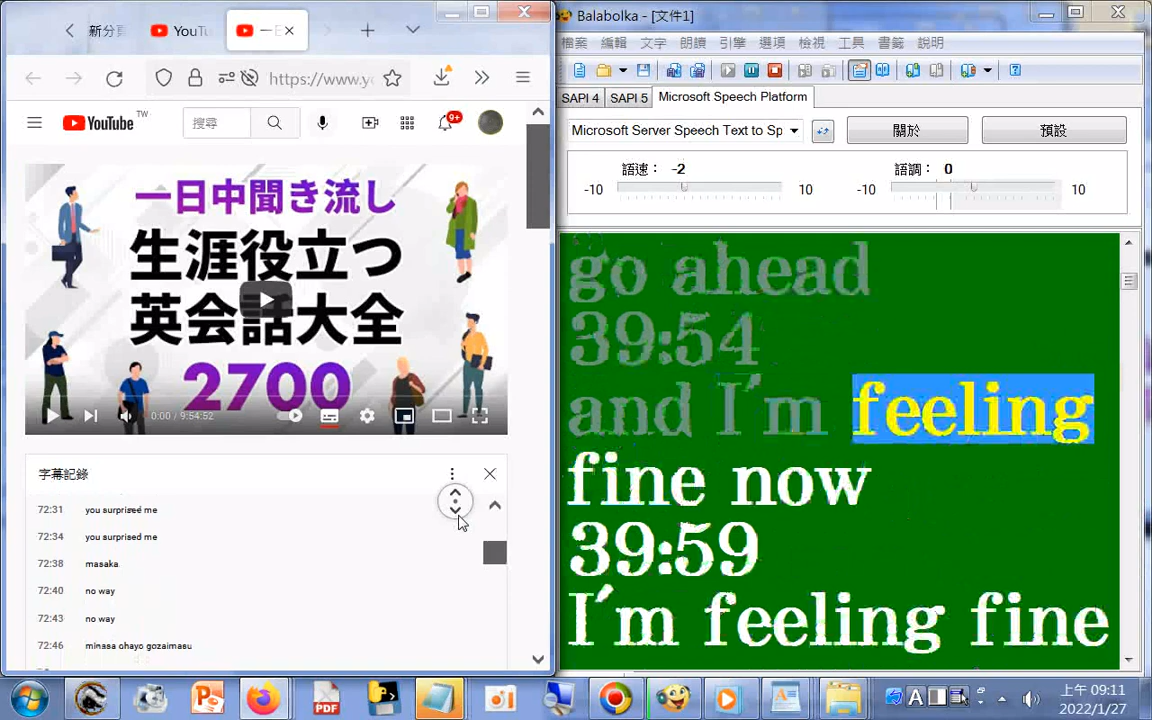 新分頁
YouTu
一日
https://www.yo
YouTube TW
搜尋
9+
一日中聞き流し
生涯役立つ
英会話大全
2700
0:00 / 9:54:52
字幕記錄
72:31 you surprised me
72:34 you surprised me
72:38 masaka
72:40 no way
72:43 no way
72:46 minasa ohayo gozaimasu
Balabolka - [文件1]
檔案 編輯 文字 朗讀 引擎 選項 檢視 工具 書籤 說明
SAPI 4 SAPI 5 Microsoft Speech Platform
Microsoft Server Speech Text to Sp
關於 預設
語速： -2 語調： 0
-10 10 -10 10
go ahead
39:54
and I'm feeling
fine now
39:59
I'm feeling fine
PDF
A
上午 09:11
2022/1/27